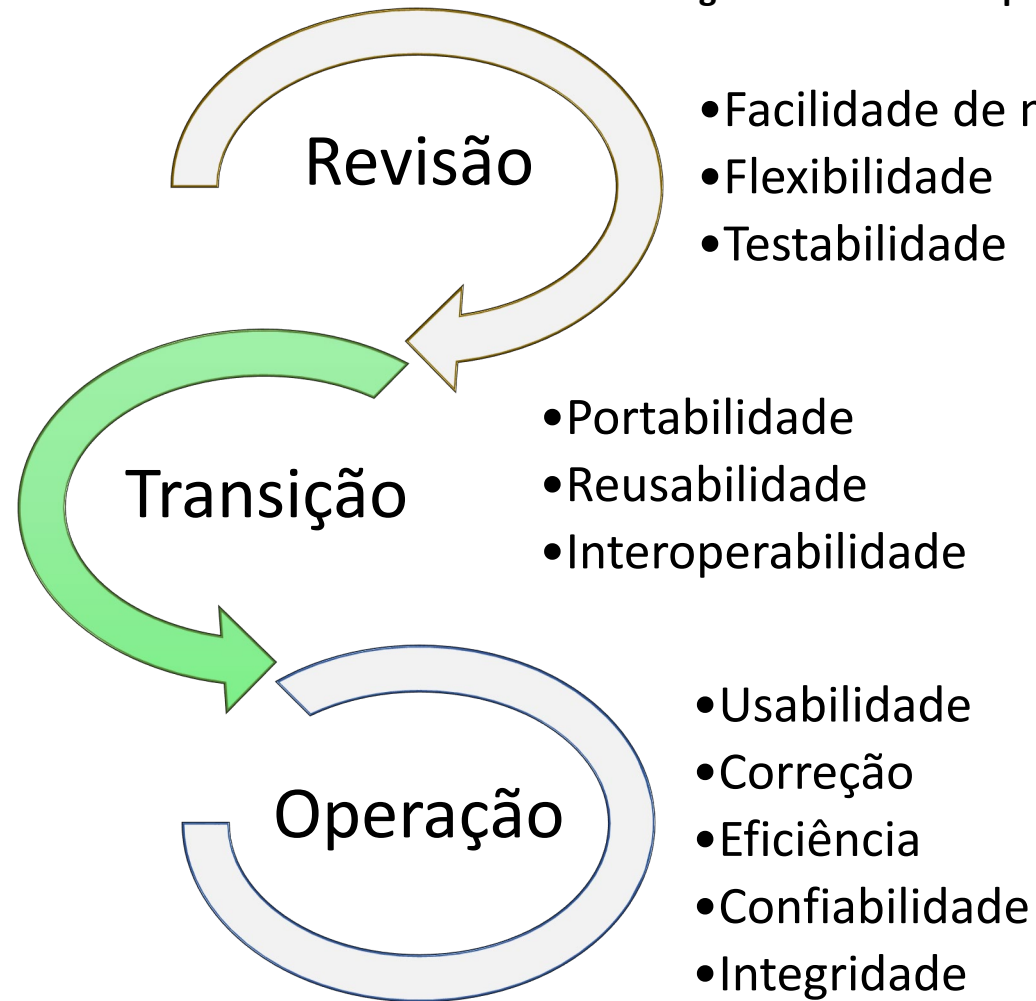 Revisão
•Facilidade de
•Flexibilidade
•Testabilidade
Transição
•Portabilidade
•Reusabilidade
•Interoperabilidade
Operação
•Usabilidade
•Correção
•Eficiência
•Confiabilidade
•Integridade